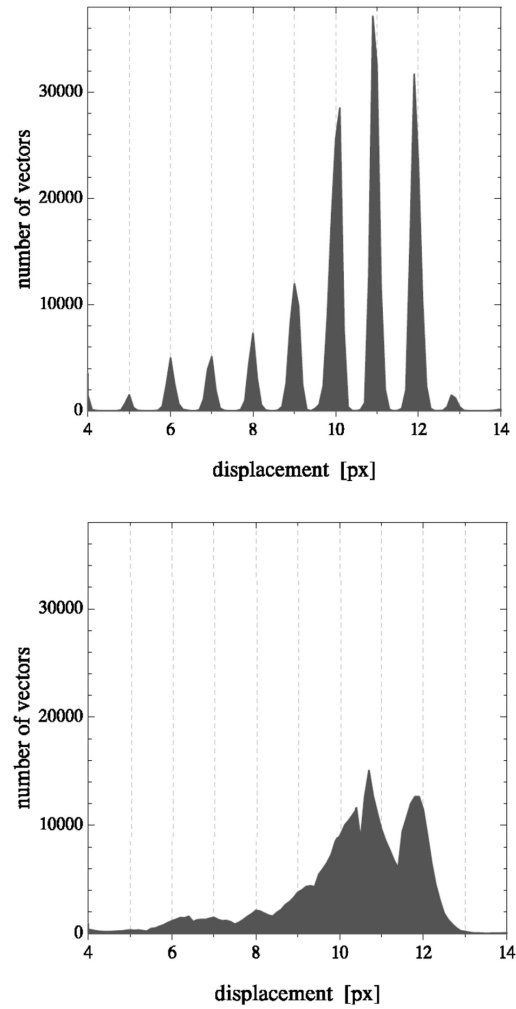 number of vectors
30000
20000
10000
0
4 6 8 10 12 14
displacement [px]
number of vectors
30000
20000
10000
0
4 6 8 10 12 14
displacement [px]